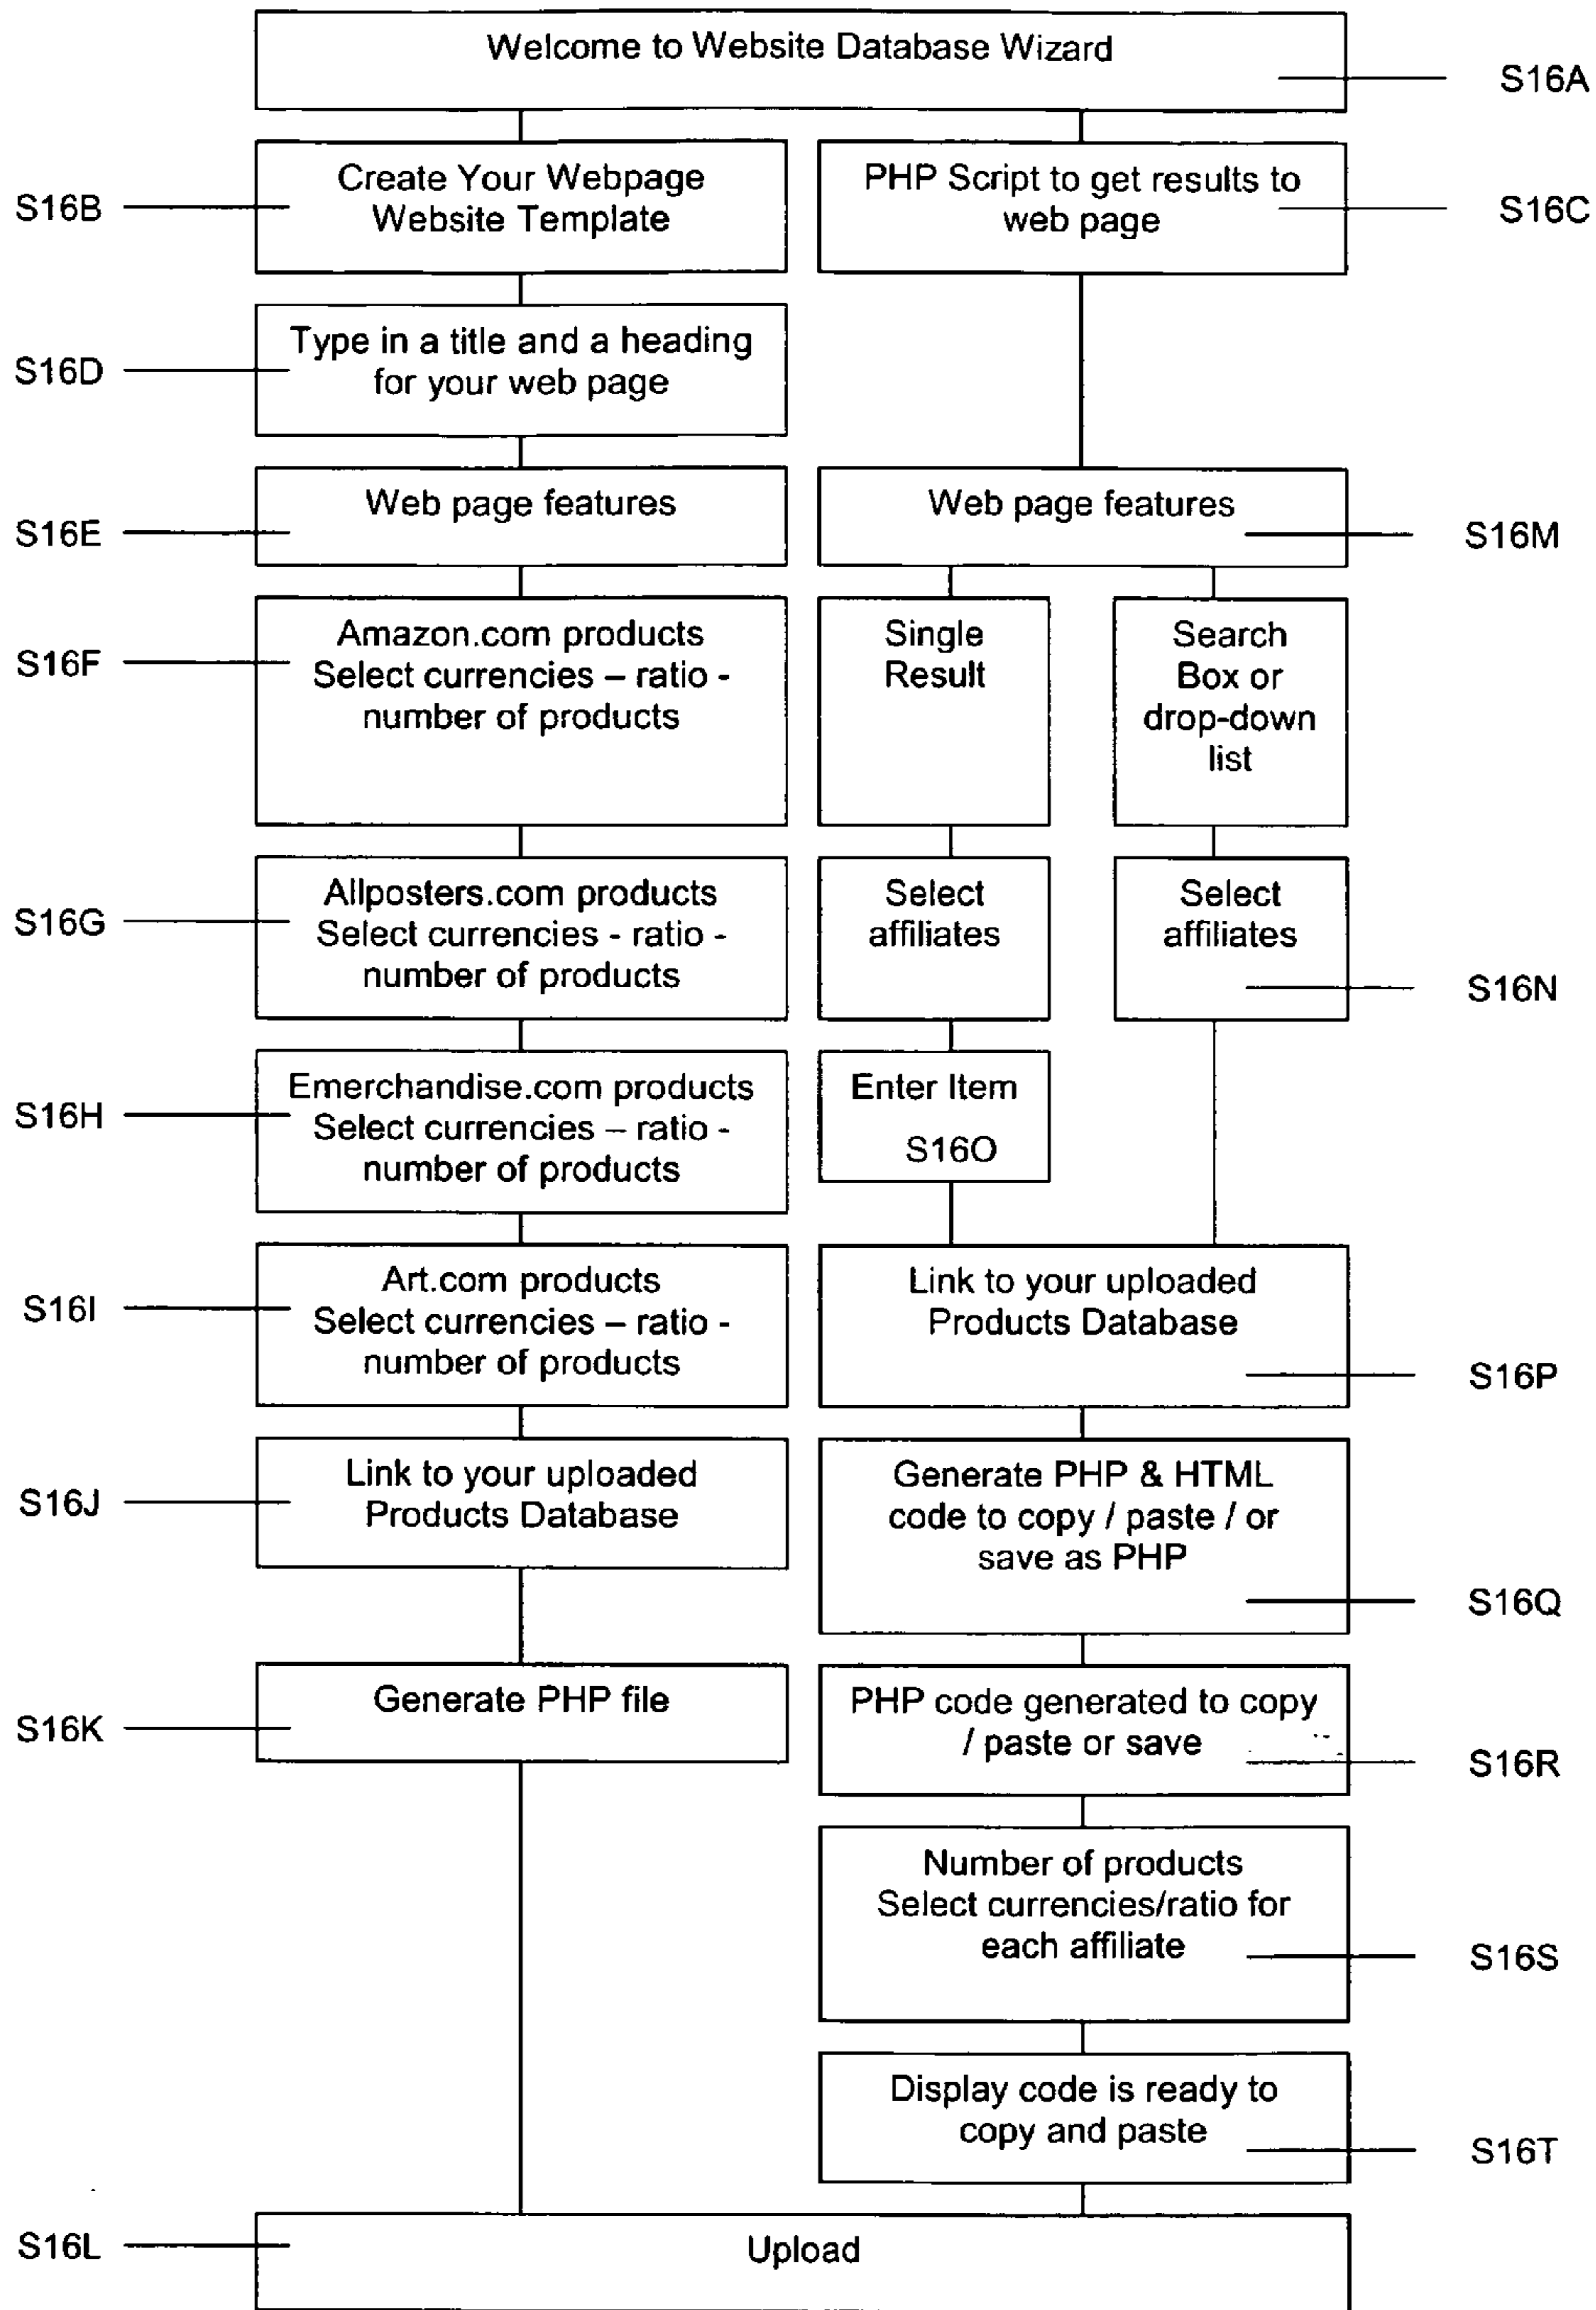 Welcome to Website Database Wizard
S16A
Create Your Webpage
Website Template
S16B
PHP Script to get results to
web page
S16C
Type in a title and a heading
for your web page
S16D
Web page features
S16E
Web page features
S16M
Amazon.com products
Select currencies – ratio -
number of products
S16F
Single
Result
Search
Box or
drop-down
list
Allposters.com products
Select currencies - ratio -
number of products
S16G
Select
affiliates
Select
affiliates
S16N
Emerchandise.com products
Select currencies – ratio -
number of products
S16H
Enter Item
S16O
Art.com products
Select currencies – ratio -
number of products
S16I
Link to your uploaded
Products Database
S16P
Link to your uploaded
Products Database
S16J
Generate PHP & HTML
code to copy / paste / or
save as PHP
S16Q
Generate PHP file
S16K
PHP code generated to copy
/ paste or save
S16R
Number of products
Select currencies/ratio for
each affiliate
S16S
Display code is ready to
copy and paste
S16T
Upload
S16L